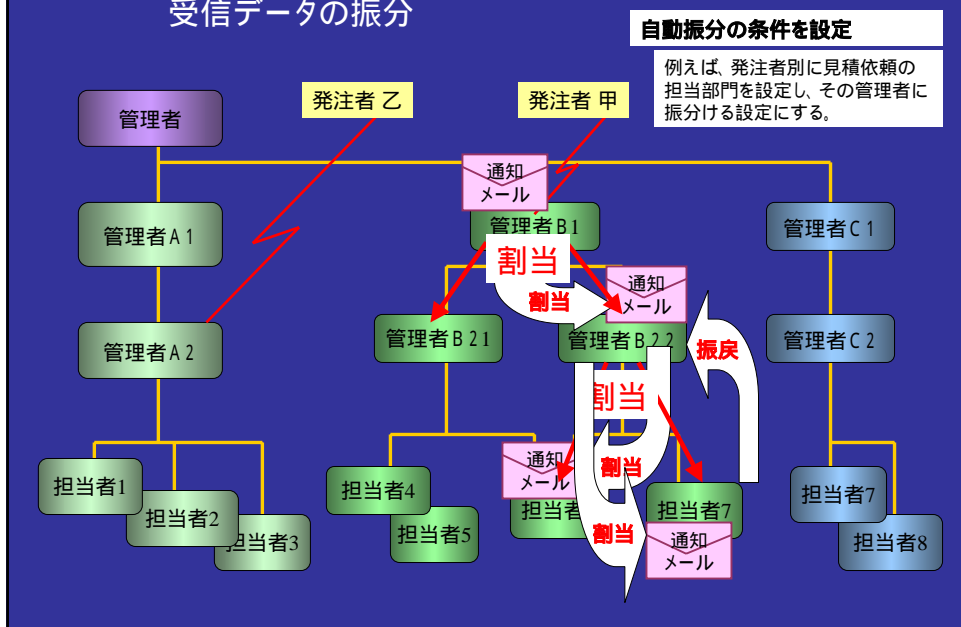 受信データの振分
自動振分の条件を設定
例えば、発注者別に見積依頼の
担当部門を設定し、その管理者に
振分ける設定にする。
発注者 乙
発注者 甲
管理者
通知
メール
管理者A1
管理者B1
管理者C1
割当
割当
通知
メール
管理者A2
管理者B21
管理者B22
振戻
管理者C2
割当
通知
メール
割当
担当者1
担当者2
担当者3
担当者4
担当者5
担当者
担当者7
割当
通知
メール
担当者7
担当者8